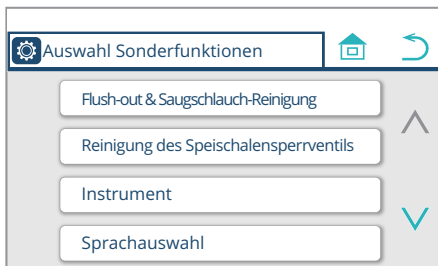 Auswahl Sonderfunktionen
Flush-out & Saugschlauch-Reinigung
Reinigung des Speischalensperrventils
Instrument
Sprachauswahl